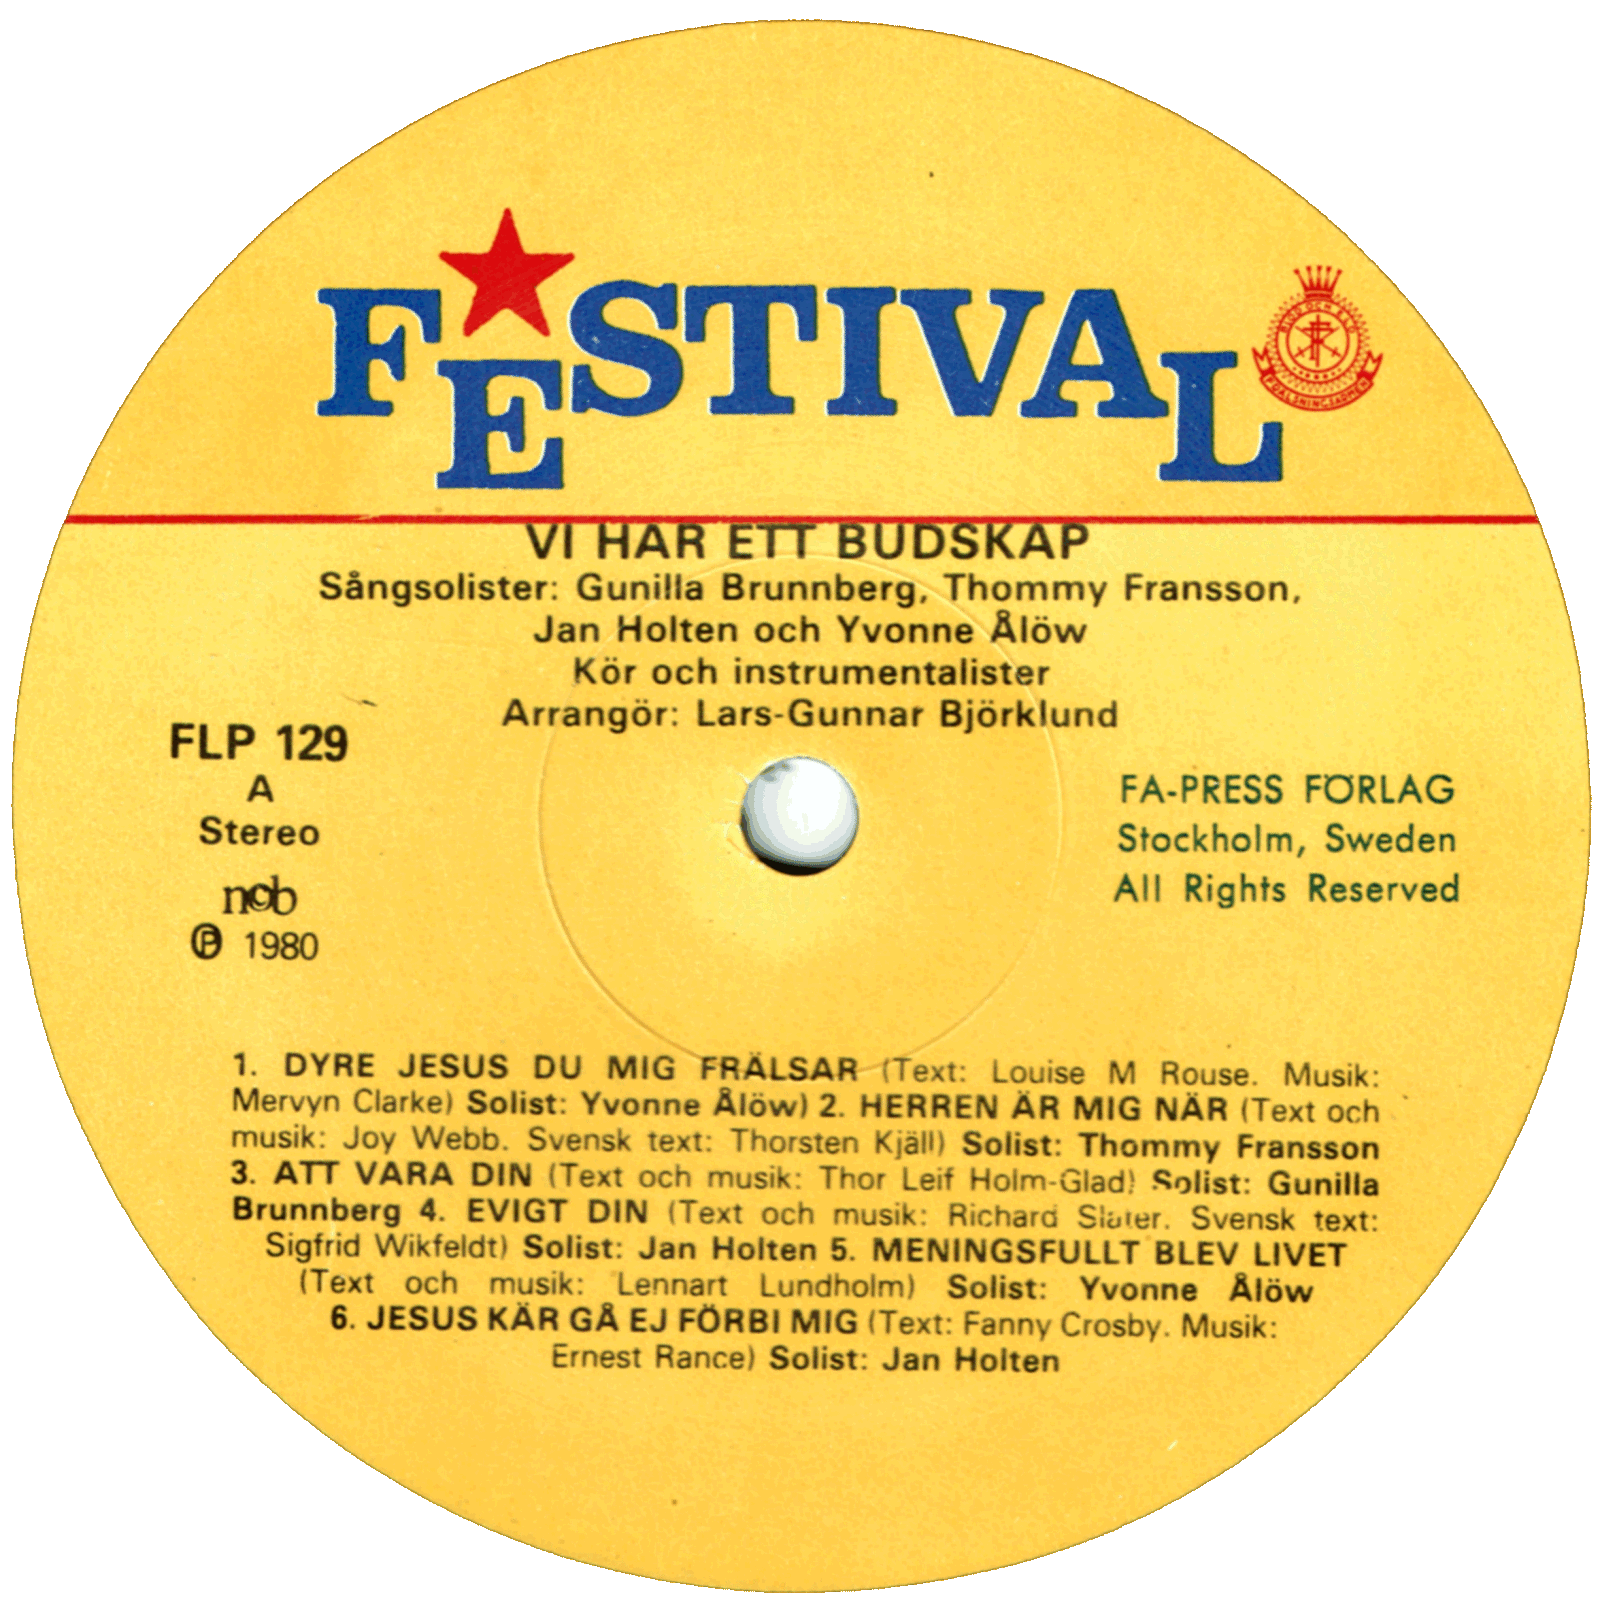 FESTIVAL
BLOD OCH ELD
FRÄLSNINGSARMÉN
VI HAR ETT BUDSKAP
Sångsolister: Gunilla Brunnberg, Thommy Fransson,
Jan Holten och Yvonne Ålöw
Kör och instrumentalister
Arrangör: Lars-Gunnar Björklund
FLP 129
A
Stereo
ncb
℗ 1980
FA-PRESS FÖRLAG
Stockholm, Sweden
All Rights Reserved
1. DYRE JESUS DU MIG FRÄLSAR (Text: Louise M Rouse. Musik:
Mervyn Clarke) Solist: Yvonne Ålöw) 2. HERREN ÄR MIG NÄR (Text och
musik: Joy Webb. Svensk text: Thorsten Kjäll) Solist: Thommy Fransson
3. ATT VARA DIN (Text och musik: Thor Leif Holm-Glad) Solist: Gunilla
Brunnberg 4. EVIGT DIN (Text och musik: Richard Slater. Svensk text:
Sigfrid Wikfeldt) Solist: Jan Holten 5. MENINGSFULLT BLEV LIVET
(Text och musik: Lennart Lundholm) Solist: Yvonne Ålöw
6. JESUS KÄR GÅ EJ FÖRBI MIG (Text: Fanny Crosby. Musik:
Ernest Rance) Solist: Jan Holten